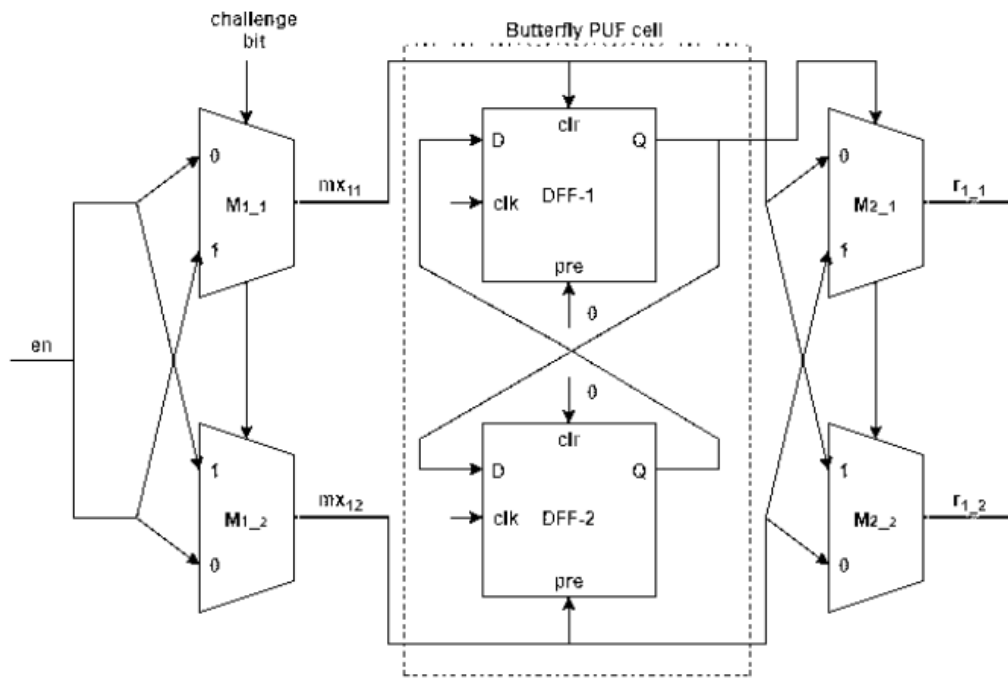 challenge
bit
Butterfly PUF cell
0
M1_1
1
mx11
clr
D
Q
clk
DFF-1
pre
0
0
M2_1
1
r1_1
en
0
1
M1_2
0
mx12
clr
D
Q
clk
DFF-2
pre
1
M2_2
0
r1_2